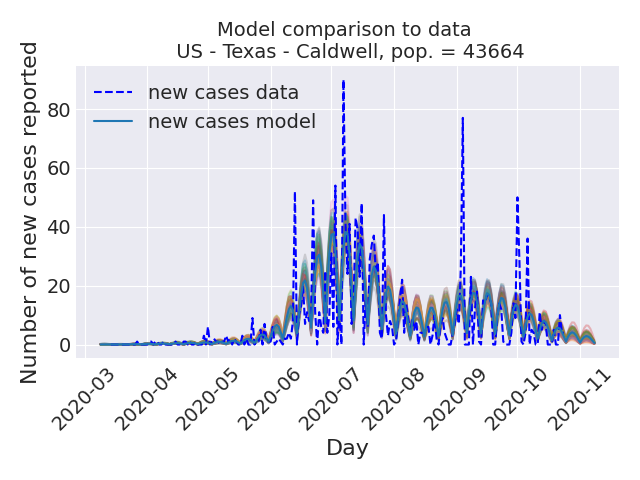 Model comparison to data
US - Texas - Caldwell, pop. = 43664
Number of new cases reported
80
60
40
20
0
new cases data
new cases model
2020-03
2020-04
2020-05
2020-06
2020-07
2020-08
2020-09
2020-10
2020-11
Day